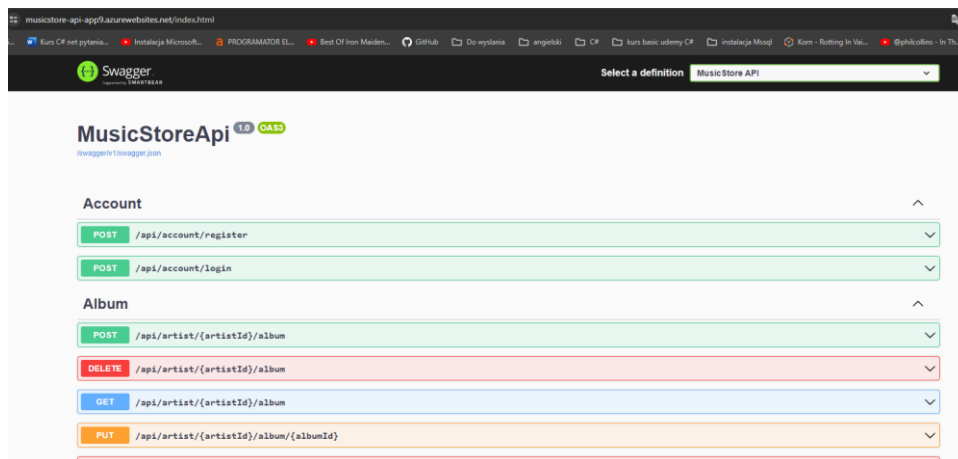 musicstore-api-app9.azurewebsites.net/index.html
Kurs C# net pytania... Instalacja Microsoft... PROGRAMATOR EL... Best Of Iron Maiden... GitHub Do wyslania angielski C# kurs basic udemy C# instalacja Mssql Korn - Rotting In Vai... @philcollins - In Th...
Swagger Select a definition MusicStore API
Supported by SMARTBEAR
MusicStoreApi 1.0 OAS3
/swagger/v1/swagger.json
Account
POST /api/account/register
POST /api/account/login
Album
POST /api/artist/{artistId}/album
DELETE /api/artist/{artistId}/album
GET /api/artist/{artistId}/album
PUT /api/artist/{artistId}/album/{albumId}